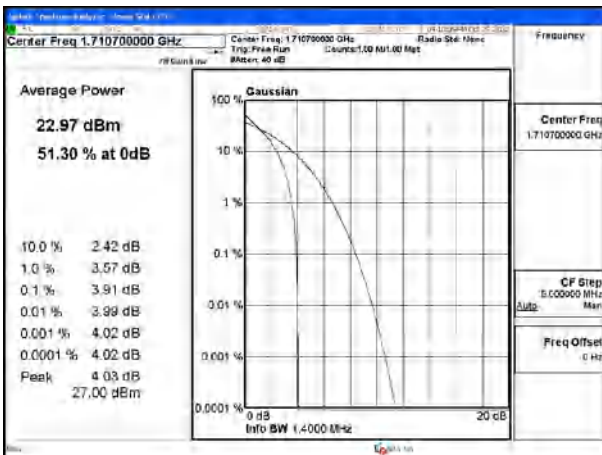 Center Freq 1.710700000 GHz
Center Freq: 1.710700000 GHz
Radio Std: None
Trig: Free Run
Counts:1.00 M/1.00 Mpt
#Atten: 40 dB
Average Power
22.97 dBm
51.30 % at 0dB
10.0 % 2.42 dB
1.0 % 3.57 dB
0.1 % 3.91 dB
0.01 % 3.99 dB
0.001 % 4.02 dB
0.0001 % 4.02 dB
Peak 4.03 dB
27.00 dBm
Gaussian
100 %
10 %
1 %
0.1 %
0.01 %
0.001 %
0.0001 %
0 dB
20 dB
Info BW 1.4000 MHz
Frequency
Center Freq
1.710700000 GHz
CF Step
5.000000 MHz
Auto Man
Freq Offset
0 Hz